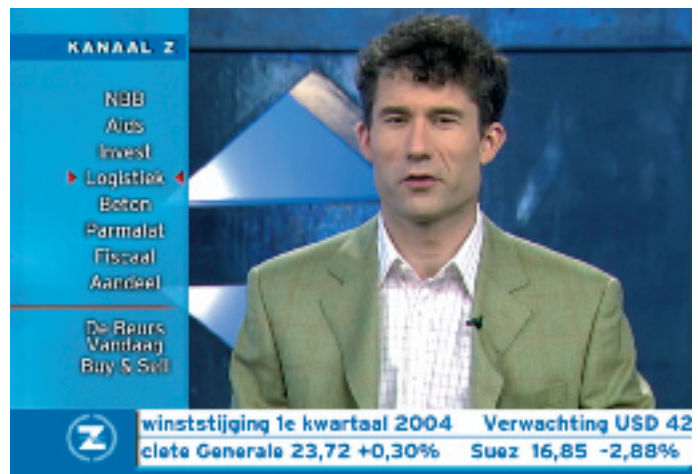 KANAAL Z
NBB
Aids
Invest
Logistiek
Beton
Parmalat
Fiscaal
Aandeel
De Beurs
Vandaag
Buy & Sell
Z
winststijging 1e kwartaal 2004 Verwachting USD 42
ciete Generale 23,72 +0,30% Suez 16,85 -2,88%